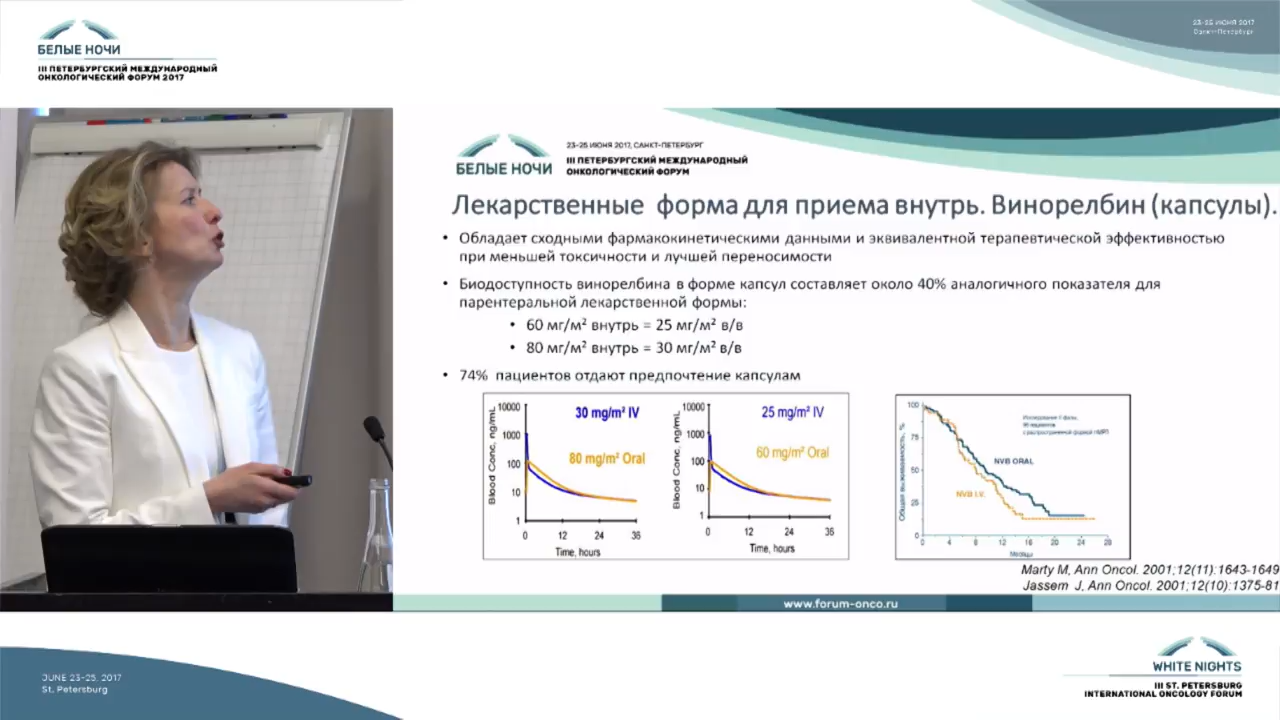 БЕЛЫЕ НОЧИ
III ПЕТЕРБУРГСКИЙ МЕЖДУНАРОДНЫЙ
ОНКОЛОГИЧЕСКИЙ ФОРУМ 2017
23-25 ИЮНЯ 2017
Санкт-Петербург
БЕЛЫЕ НОЧИ
23-25 ИЮНЯ 2017, САНКТ-ПЕТЕРБУРГ
III ПЕТЕРБУРГСКИЙ МЕЖДУНАРОДНЫЙ
ОНКОЛОГИЧЕСКИЙ ФОРУМ
Лекарственные форма для приема внутрь. Винорелбин (капсулы).
• Обладает сходными фармакокинетическими данными и эквивалентной терапевтической эффективностью
при меньшей токсичности и лучшей переносимости
• Биодоступность винорелбина в форме капсул составляет около 40% аналогичного показателя для
парентеральной лекарственной формы:
• 60 мг/м² внутрь = 25 мг/м² в/в
• 80 мг/м² внутрь = 30 мг/м² в/в
• 74% пациентов отдают предпочтение капсулам
Blood Conc, ng/mL
10000
1000
100
10
1
30 mg/m² IV
80 mg/m² Oral
0 12 24 36
Time, hours
Blood Conc, ng/mL
10000
1000
100
10
1
25 mg/m² IV
60 mg/m² Oral
0 12 24 36
Time, hours
Общая выживаемость, %
100
75
50
25
0
NVB ORAL
NVB I.V.
0 4 8 12 16 20 24 28
Месяцы
Marty M, Ann Oncol. 2001;12(11):1643-1649
Jassem J, Ann Oncol. 2001;12(10):1375-81
www.forum-onco.ru
JUNE 23-25, 2017
St. Petersburg
WHITE NIGHTS
III ST. PETERSBURG
INTERNATIONAL ONCOLOGY FORUM